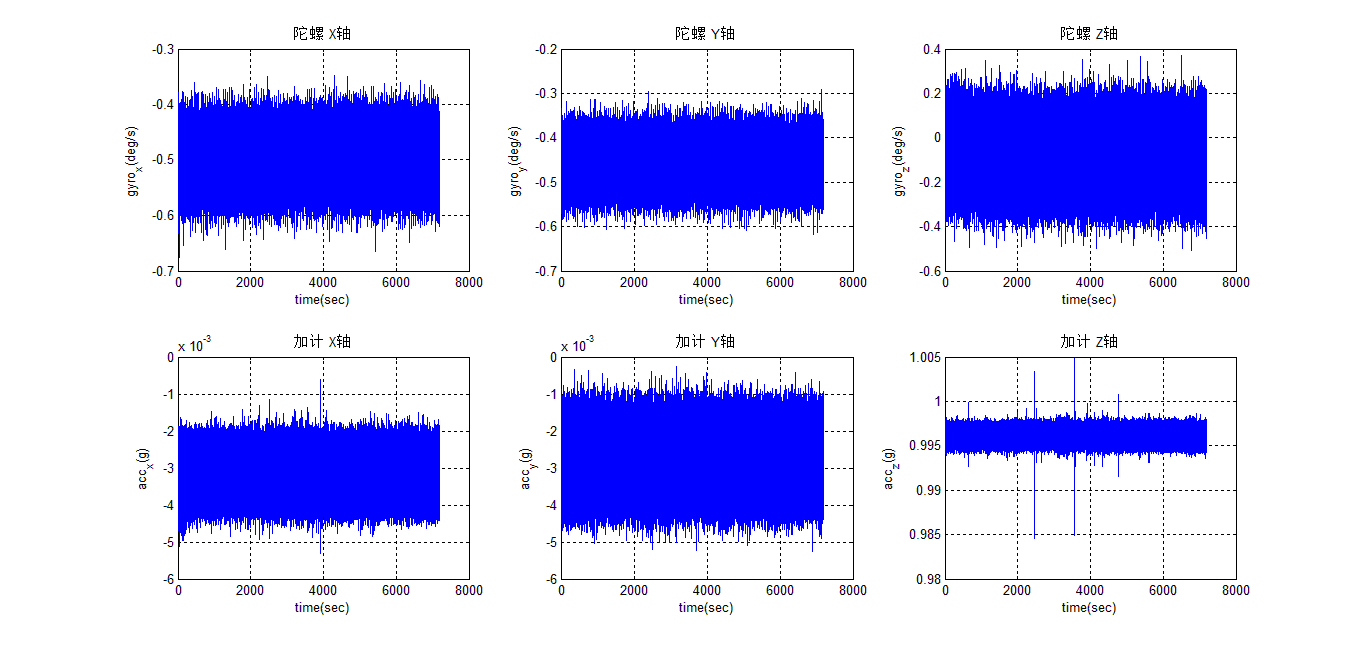 陀螺 X轴
-0.3
-0.4
-0.5
-0.6
-0.7
gyro_x(deg/s)
0 2000 4000 6000 8000
time(sec)
陀螺 Y轴
-0.2
-0.3
-0.4
-0.5
-0.6
-0.7
gyro_y(deg/s)
0 2000 4000 6000 8000
time(sec)
陀螺 Z轴
0.4
0.2
0
-0.2
-0.4
-0.6
gyro_z(deg/s)
0 2000 4000 6000 8000
time(sec)
加计 X轴
x 10^-3
0
-1
-2
-3
-4
-5
-6
acc_x(g)
0 2000 4000 6000 8000
time(sec)
加计 Y轴
x 10^-3
0
-1
-2
-3
-4
-5
-6
acc_y(g)
0 2000 4000 6000 8000
time(sec)
加计 Z轴
1.005
1
0.995
0.99
0.985
0.98
acc_z(g)
0 2000 4000 6000 8000
time(sec)